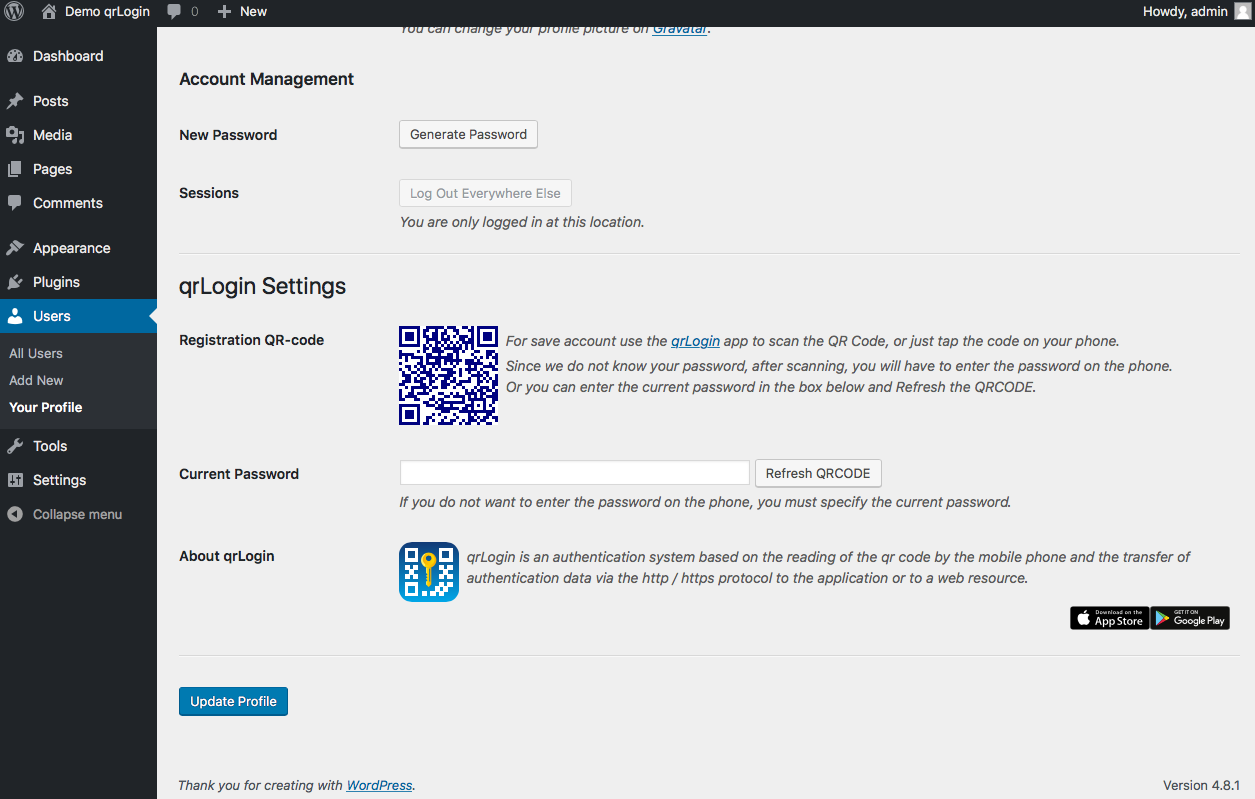 Demo qrLogin
0
New
Howdy, admin
Dashboard
Posts
Media
Pages
Comments
Appearance
Plugins
Users
All Users
Add New
Your Profile
Tools
Settings
Collapse menu
You can change your profile picture on Gravatar.
Account Management
New Password
Generate Password
Sessions
Log Out Everywhere Else
You are only logged in at this location.
qrLogin Settings
Registration QR-code
For save account use the qrLogin app to scan the QR Code, or just tap the code on your phone.
Since we do not know your password, after scanning, you will have to enter the password on the phone.
Or you can enter the current password in the box below and Refresh the QRCODE.
Current Password
Refresh QRCODE
If you do not want to enter the password on the phone, you must specify the current password.
About qrLogin
qrLogin is an authentication system based on the reading of the qr code by the mobile phone and the transfer of
authentication data via the http / https protocol to the application or to a web resource.
Download on the
App Store
GET IT ON
Google Play
Update Profile
Thank you for creating with WordPress.
Version 4.8.1